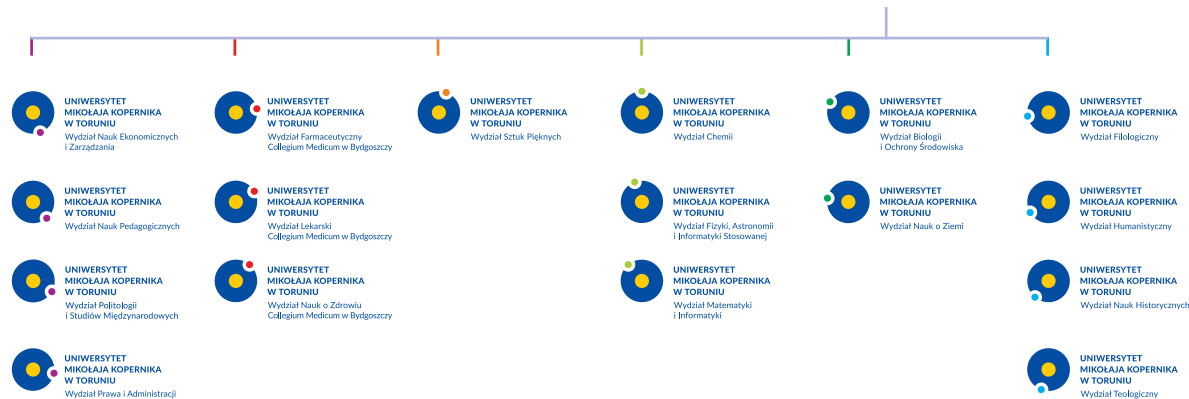 UNIWERSYTET
MIKOŁAJA KOPERNIKA
W TORUNIU
Wydział Nauk Ekonomicznych
i Zarządzania
UNIWERSYTET
MIKOŁAJA KOPERNIKA
W TORUNIU
Wydział Farmaceutyczny
Collegium Medicum w Bydgoszczy
UNIWERSYTET
MIKOŁAJA KOPERNIKA
W TORUNIU
Wydział Sztuk Pięknych
UNIWERSYTET
MIKOŁAJA KOPERNIKA
W TORUNIU
Wydział Chemii
UNIWERSYTET
MIKOŁAJA KOPERNIKA
W TORUNIU
Wydział Biologii
i Ochrony Środowiska
UNIWERSYTET
MIKOŁAJA KOPERNIKA
W TORUNIU
Wydział Filologiczny
UNIWERSYTET
MIKOŁAJA KOPERNIKA
W TORUNIU
Wydział Nauk Pedagogicznych
UNIWERSYTET
MIKOŁAJA KOPERNIKA
W TORUNIU
Wydział Lekarski
Collegium Medicum w Bydgoszczy
UNIWERSYTET
MIKOŁAJA KOPERNIKA
W TORUNIU
Wydział Fizyki, Astronomii
i Informatyki Stosowanej
UNIWERSYTET
MIKOŁAJA KOPERNIKA
W TORUNIU
Wydział Nauk o Ziemi
UNIWERSYTET
MIKOŁAJA KOPERNIKA
W TORUNIU
Wydział Humanistyczny
UNIWERSYTET
MIKOŁAJA KOPERNIKA
W TORUNIU
Wydział Politologii
i Studiów Międzynarodowych
UNIWERSYTET
MIKOŁAJA KOPERNIKA
W TORUNIU
Wydział Nauk o Zdrowiu
Collegium Medicum w Bydgoszczy
UNIWERSYTET
MIKOŁAJA KOPERNIKA
W TORUNIU
Wydział Matematyki
i Informatyki
UNIWERSYTET
MIKOŁAJA KOPERNIKA
W TORUNIU
Wydział Nauk Historycznych
UNIWERSYTET
MIKOŁAJA KOPERNIKA
W TORUNIU
Wydział Prawa i Administracji
UNIWERSYTET
MIKOŁAJA KOPERNIKA
W TORUNIU
Wydział Teologiczny